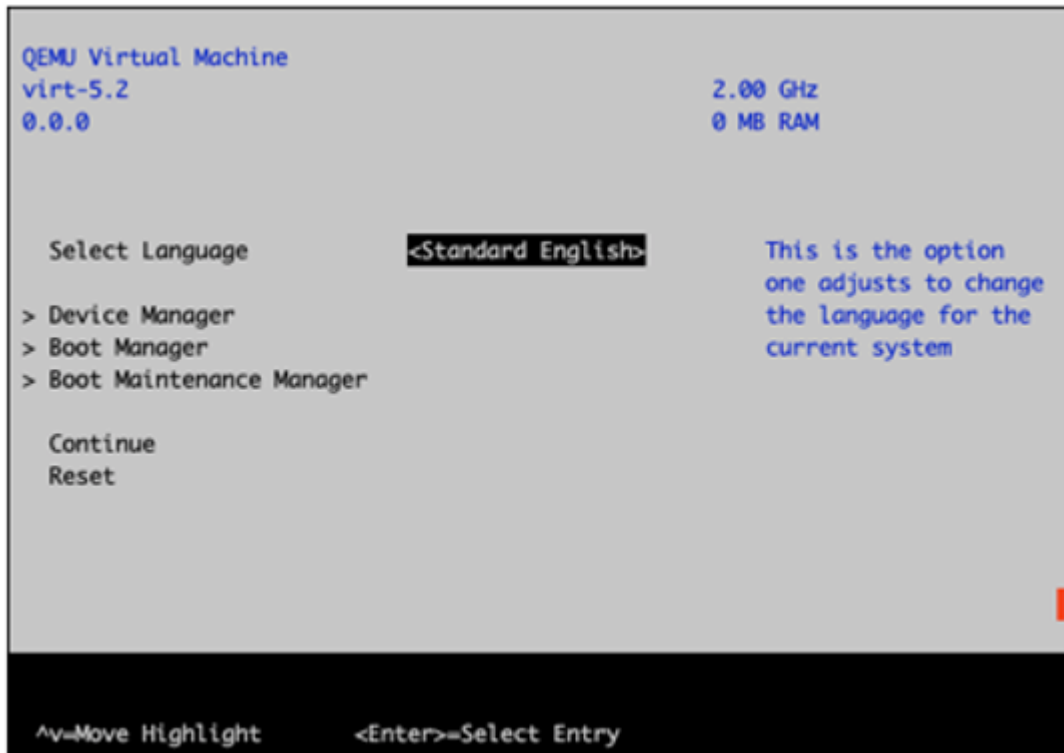 QEMU Virtual Machine
virt-5.2 2.00 GHz
0.0.0 0 MB RAM
Select Language <Standard English> This is the option
one adjusts to change
> Device Manager the language for the
> Boot Manager current system
> Boot Maintenance Manager
Continue
Reset
^v=Move Highlight <Enter>=Select Entry